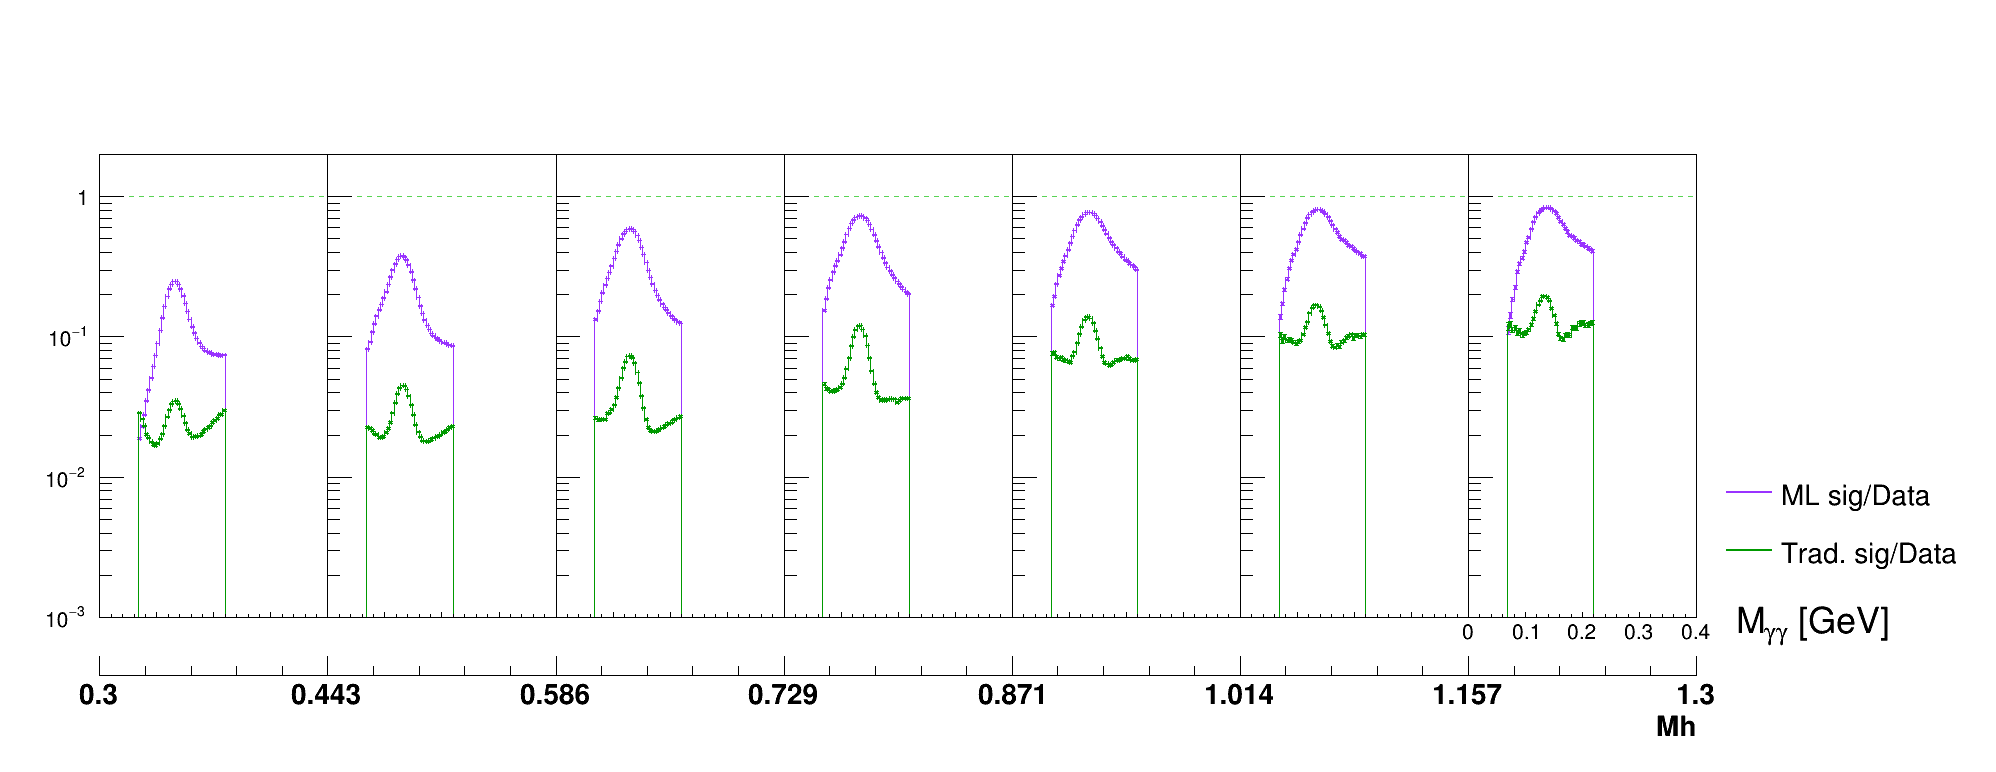 1
10⁻¹
10⁻²
10⁻³
ML sig/Data
Trad. sig/Data
0 0.1 0.2 0.3 0.4
Mγγ [GeV]
0.3 0.443 0.586 0.729 0.871 1.014 1.157 1.3
Mh